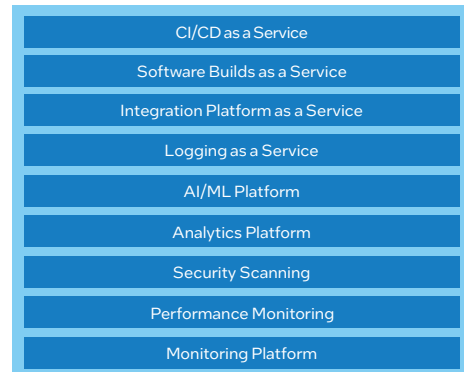 CI/CD as a Service
Software Builds as a Service
Integration Platform as a Service
Logging as a Service
AI/ML Platform
Analytics Platform
Security Scanning
Performance Monitoring
Monitoring Platform